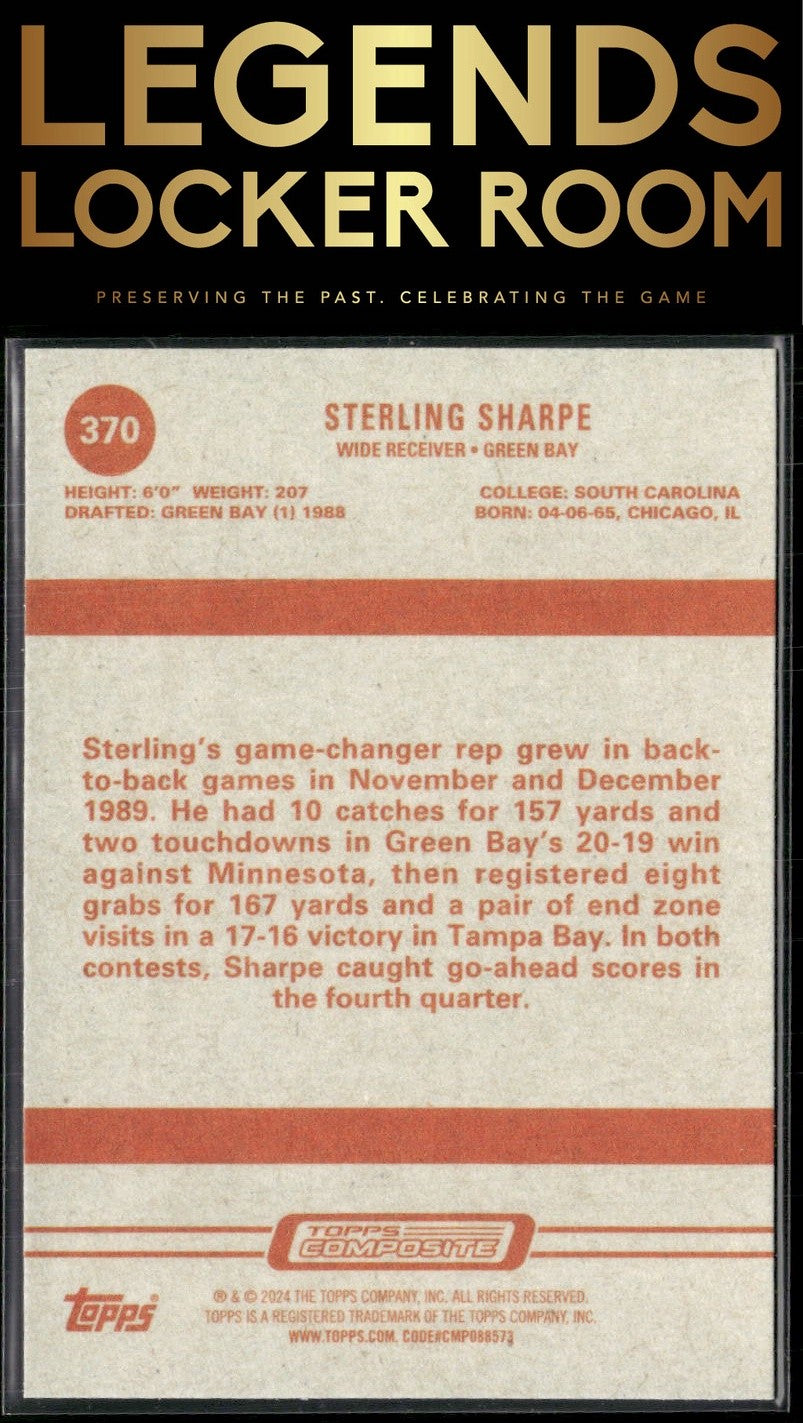 LEGENDS
LOCKER ROOM
PRESERVING THE PAST. CELEBRATING THE GAME
370
STERLING SHARPE
WIDE RECEIVER • GREEN BAY
HEIGHT: 6'0" WEIGHT: 207
DRAFTED: GREEN BAY (1) 1988
COLLEGE: SOUTH CAROLINA
BORN: 04-06-65, CHICAGO, IL
Sterling's game-changer rep grew in back-
to-back games in November and December
1989. He had 10 catches for 157 yards and
two touchdowns in Green Bay's 20-19 win
against Minnesota, then registered eight
grabs for 167 yards and a pair of end zone
visits in a 17-16 victory in Tampa Bay. In both
contests, Sharpe caught go-ahead scores in
the fourth quarter.
TOPPS
COMPOSITE
topps®
® & © 2024 THE TOPPS COMPANY, INC. ALL RIGHTS RESERVED.
TOPPS IS A REGISTERED TRADEMARK OF THE TOPPS COMPANY, INC.
WWW.TOPPS.COM. CODE#CMP088573